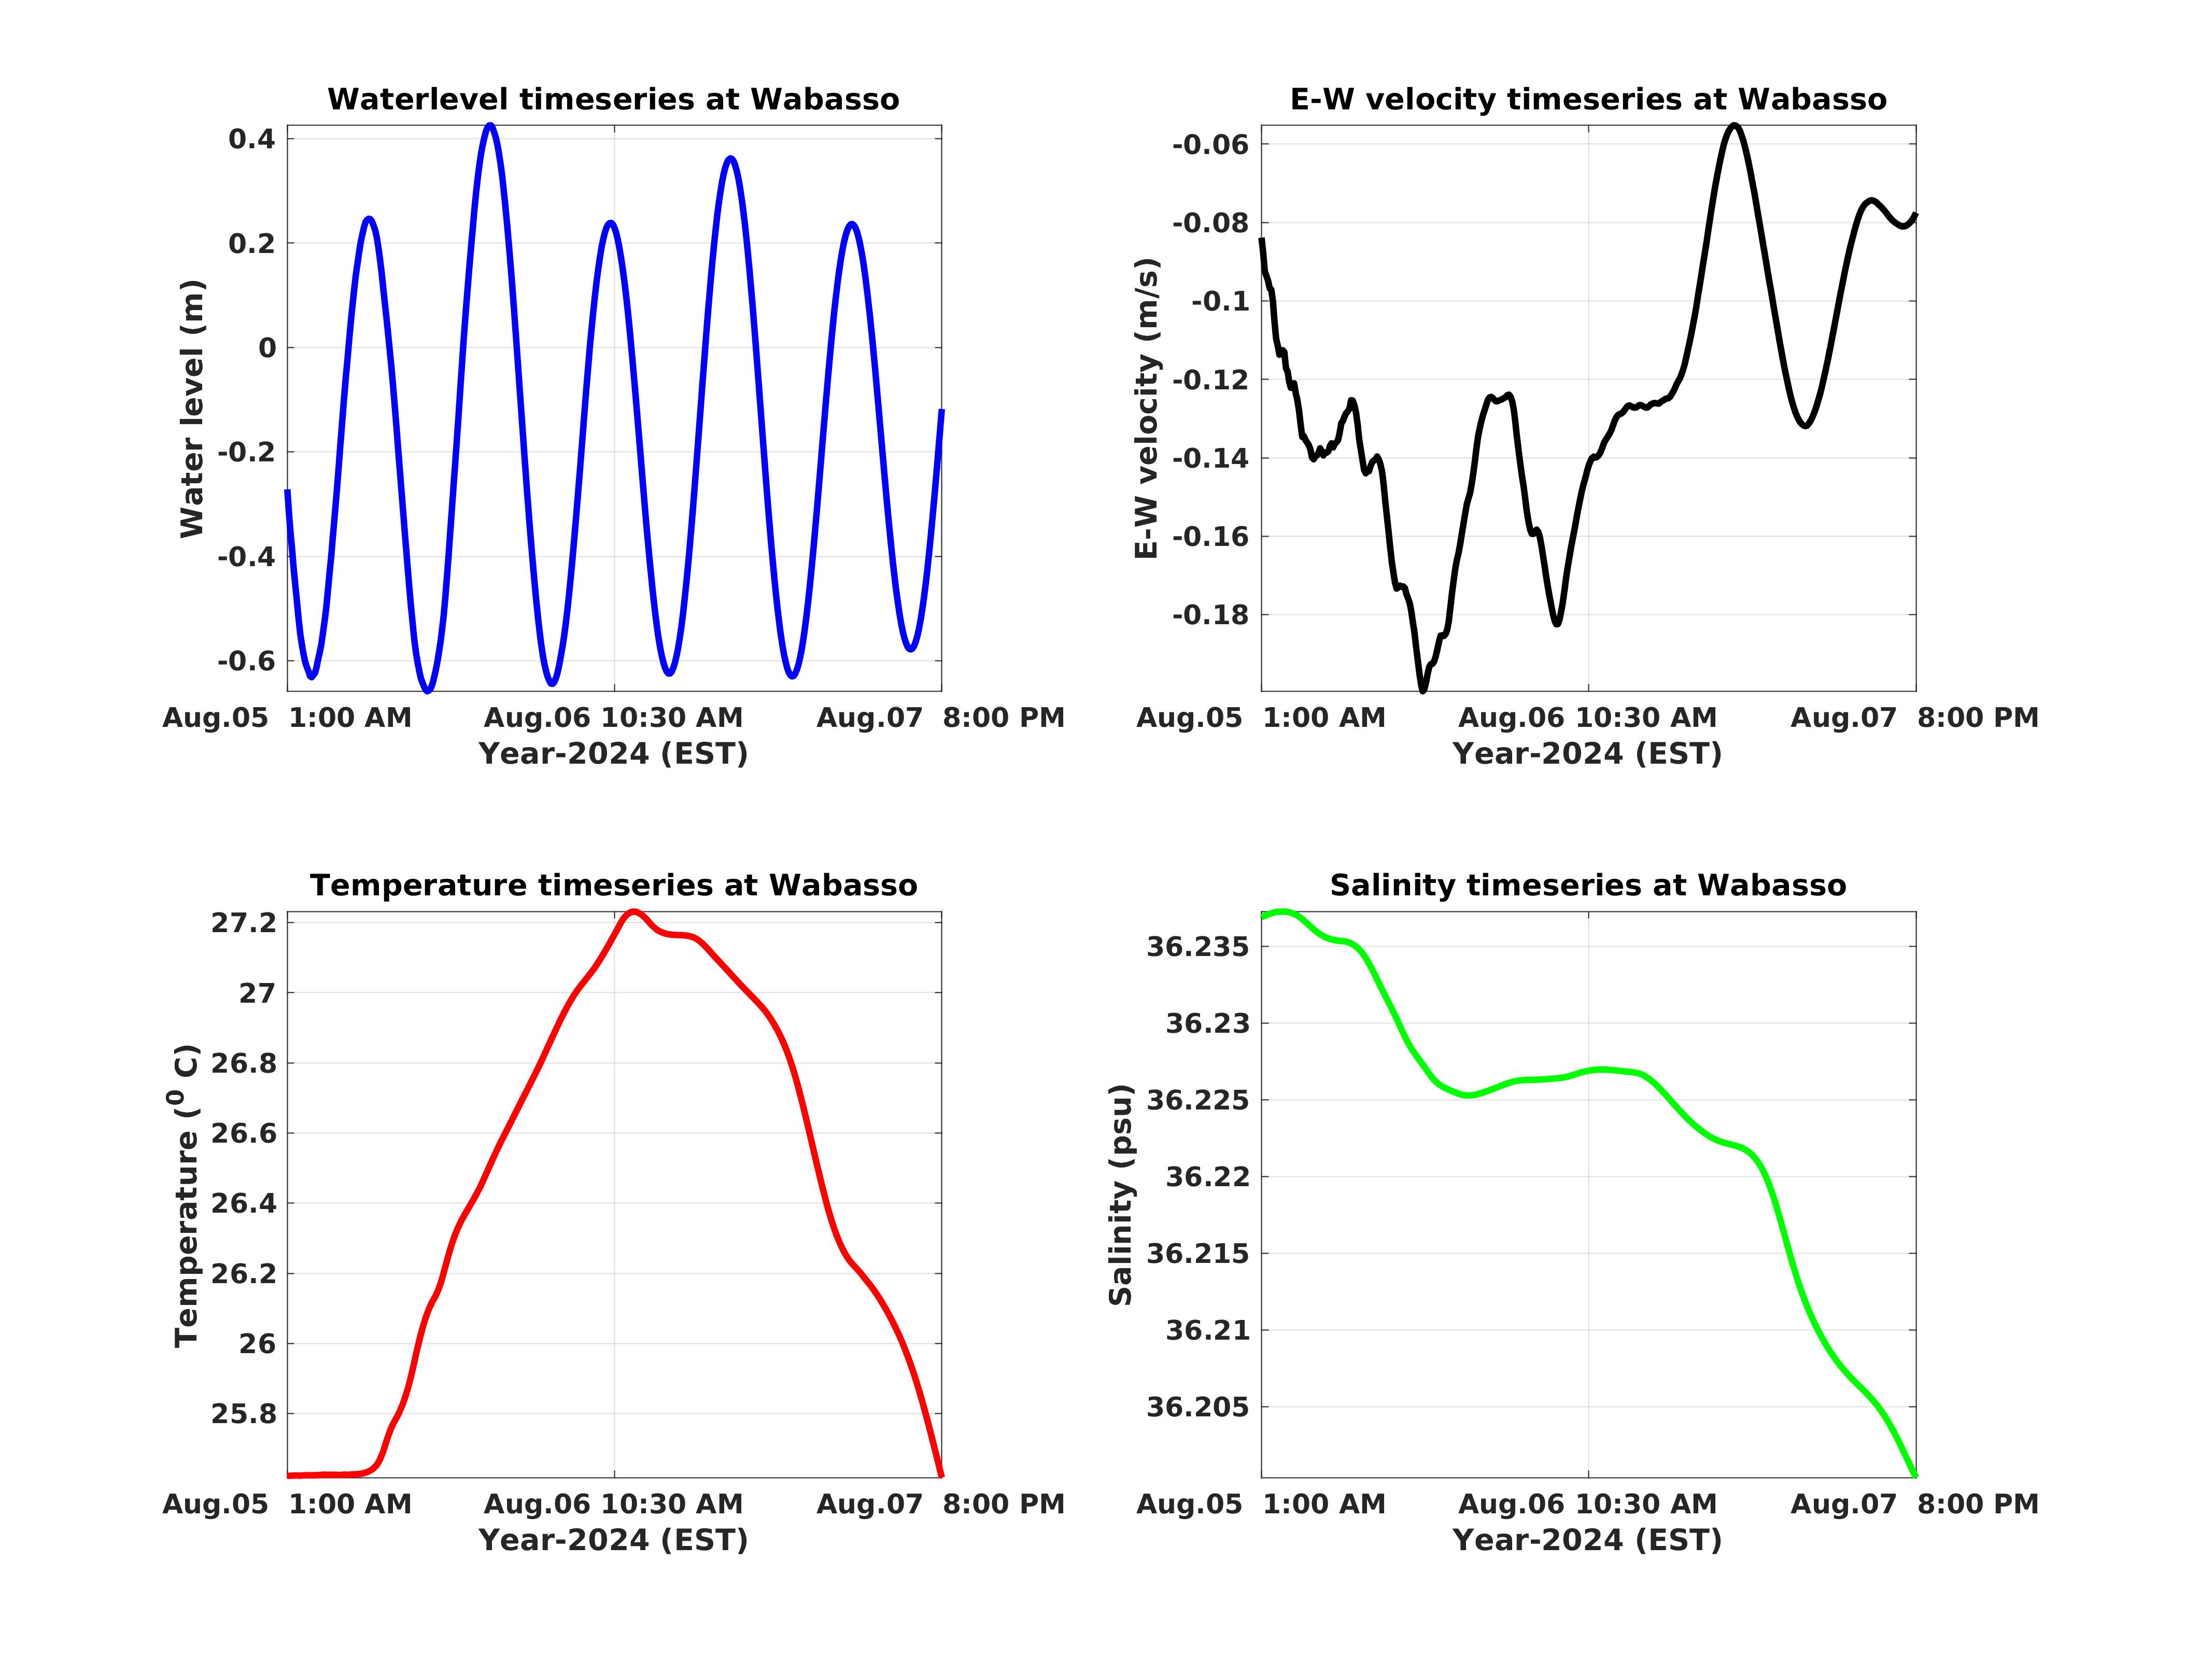 Waterlevel timeseries at Wabasso
0.4
0.2
0
-0.2
-0.4
-0.6
Water level (m)
Aug.05 1:00 AM Aug.06 10:30 AM Aug.07 8:00 PM
Year-2024 (EST)
E-W velocity timeseries at Wabasso
-0.06
-0.08
-0.1
-0.12
-0.14
-0.16
-0.18
E-W velocity (m/s)
Aug.05 1:00 AM Aug.06 10:30 AM Aug.07 8:00 PM
Year-2024 (EST)
Temperature timeseries at Wabasso
27.2
27
26.8
26.6
26.4
26.2
26
25.8
Temperature (⁰ C)
Aug.05 1:00 AM Aug.06 10:30 AM Aug.07 8:00 PM
Year-2024 (EST)
Salinity timeseries at Wabasso
36.235
36.23
36.225
36.22
36.215
36.21
36.205
Salinity (psu)
Aug.05 1:00 AM Aug.06 10:30 AM Aug.07 8:00 PM
Year-2024 (EST)